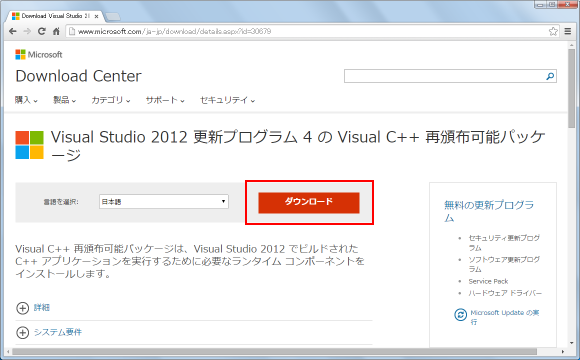 Download Visual Studio 20
www.microsoft.com/ja-jp/download/details.aspx?id=30679
Microsoft
Download Center
購入 製品 カテゴリ サポート セキュリティ
Visual Studio 2012 更新プログラム 4 の Visual C++ 再頒布可能パッケ
ージ
言語を選択:
日本語
ダウンロード
Visual C++ 再頒布可能パッケージは、Visual Studio 2012 でビルドされた
C++ アプリケーションを実行するために必要なランタイム コンポーネントを
インストールします。
詳細
システム要件
無料の更新プログラ
ム
セキュリティ更新プログ
ラム
ソフトウェア更新プログ
ラム
Service Pack
ハードウェア ドライバー
Microsoft Update の実
行